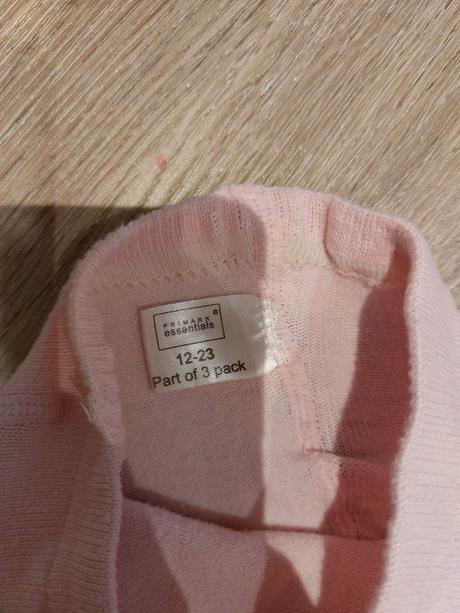 PRIMARK®
essentials
12-23
Part of 3 pack